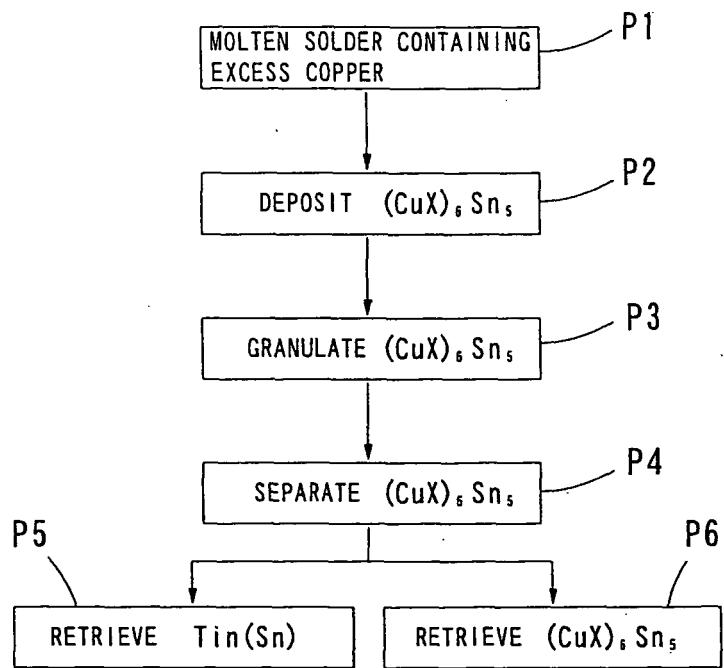 P1
MOLTEN SOLDER CONTAINING
EXCESS COPPER
P2
DEPOSIT (CuX)₆Sn₅
P3
GRANULATE (CuX)₆Sn₅
P4
SEPARATE (CuX)₆Sn₅
P5
P6
RETRIEVE Tin(Sn)
RETRIEVE (CuX)₆Sn₅